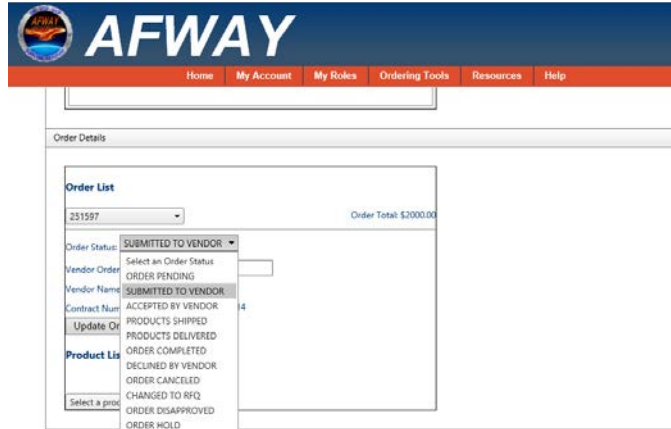 AFWAY
AFWAY
Home My Account My Roles Ordering Tools Resources Help
Order Details
Order List
251597 Order Total: $2000.00
Order Status: SUBMITTED TO VENDOR
Select an Order Status
Vendor Order
ORDER PENDING
Vendor Name
SUBMITTED TO VENDOR
Contract Num
ACCEPTED BY VENDOR 14
Update Or
PRODUCTS SHIPPED
PRODUCTS DELIVERED
Product Lis
ORDER COMPLETED
DECLINED BY VENDOR
ORDER CANCELED
Select a prod
CHANGED TO RFQ
ORDER DISAPPROVED
ORDER HOLD